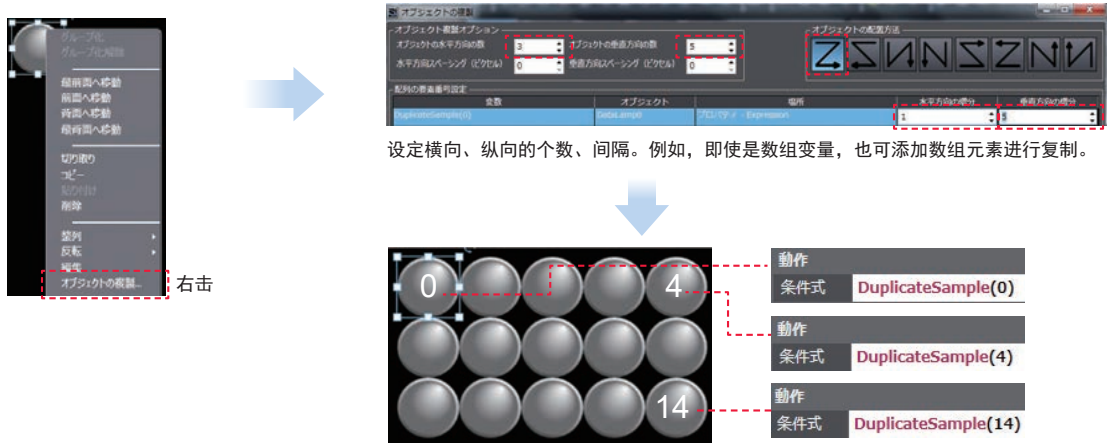 グループ化
グループ化解除
最前面へ移動
前面へ移動
背面へ移動
最背面へ移動
切り取り
コピー
貼り付け
削除
整列
反転
編集
オブジェクトの複製...
右击
オブジェクトの複製
オブジェクト複製オプション
オブジェクトの水平方向の数 3 オブジェクトの垂直方向の数 5
水平方向スペーシング（ピクセル） 0 垂直方向スペーシング（ピクセル） 0
オブジェクトの配置方法
配列の要素番号設定
変数 オブジェクト 場所 水平方向の増分 垂直方向の増分
DuplicateSample(0) DataLamp0 プロパティ - Expression 1 5
设定横向、纵向的个数、间隔。例如，即使是数组变量，也可添加数组元素进行复制。
0
4
14
動作
条件式 DuplicateSample(0)
動作
条件式 DuplicateSample(4)
動作
条件式 DuplicateSample(14)